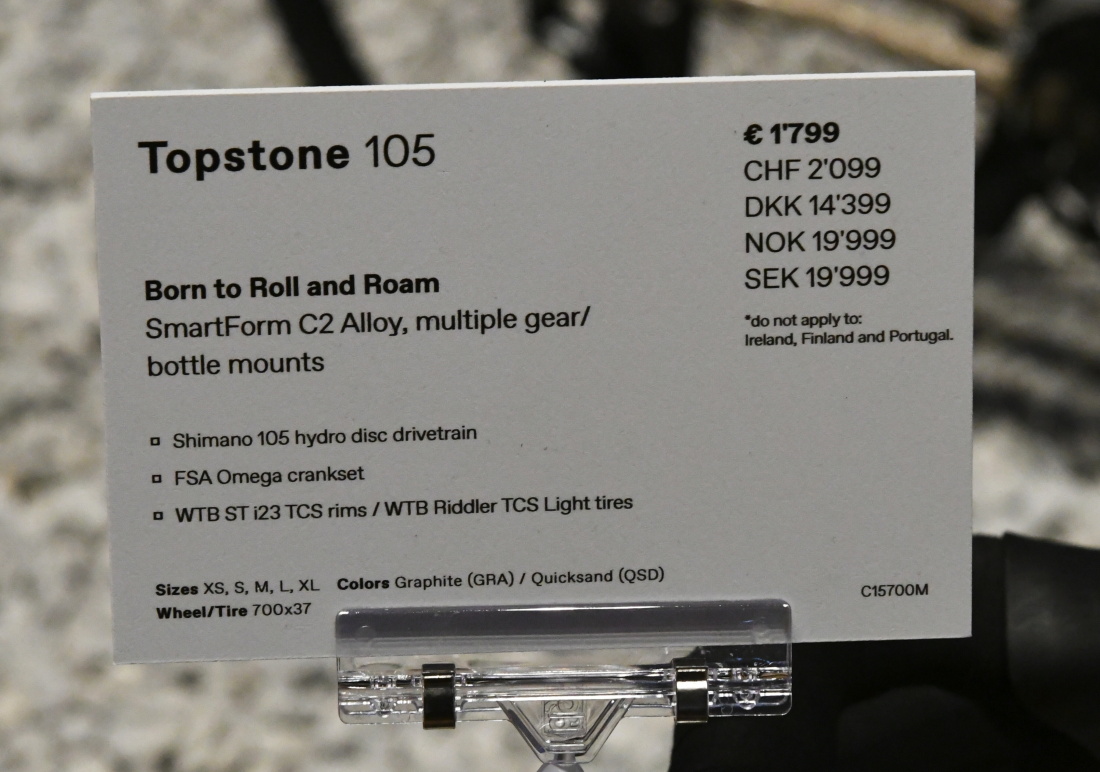 Topstone 105
€ 1'799
CHF 2'099
DKK 14'399
NOK 19'999
SEK 19'999
*do not apply to:
Ireland, Finland and Portugal.
Born to Roll and Roam
SmartForm C2 Alloy, multiple gear/
bottle mounts
Shimano 105 hydro disc drivetrain
FSA Omega crankset
WTB ST i23 TCS rims / WTB Riddler TCS Light tires
Sizes XS, S, M, L, XL Colors Graphite (GRA) / Quicksand (QSD)
Wheel/Tire 700x37
C15700M